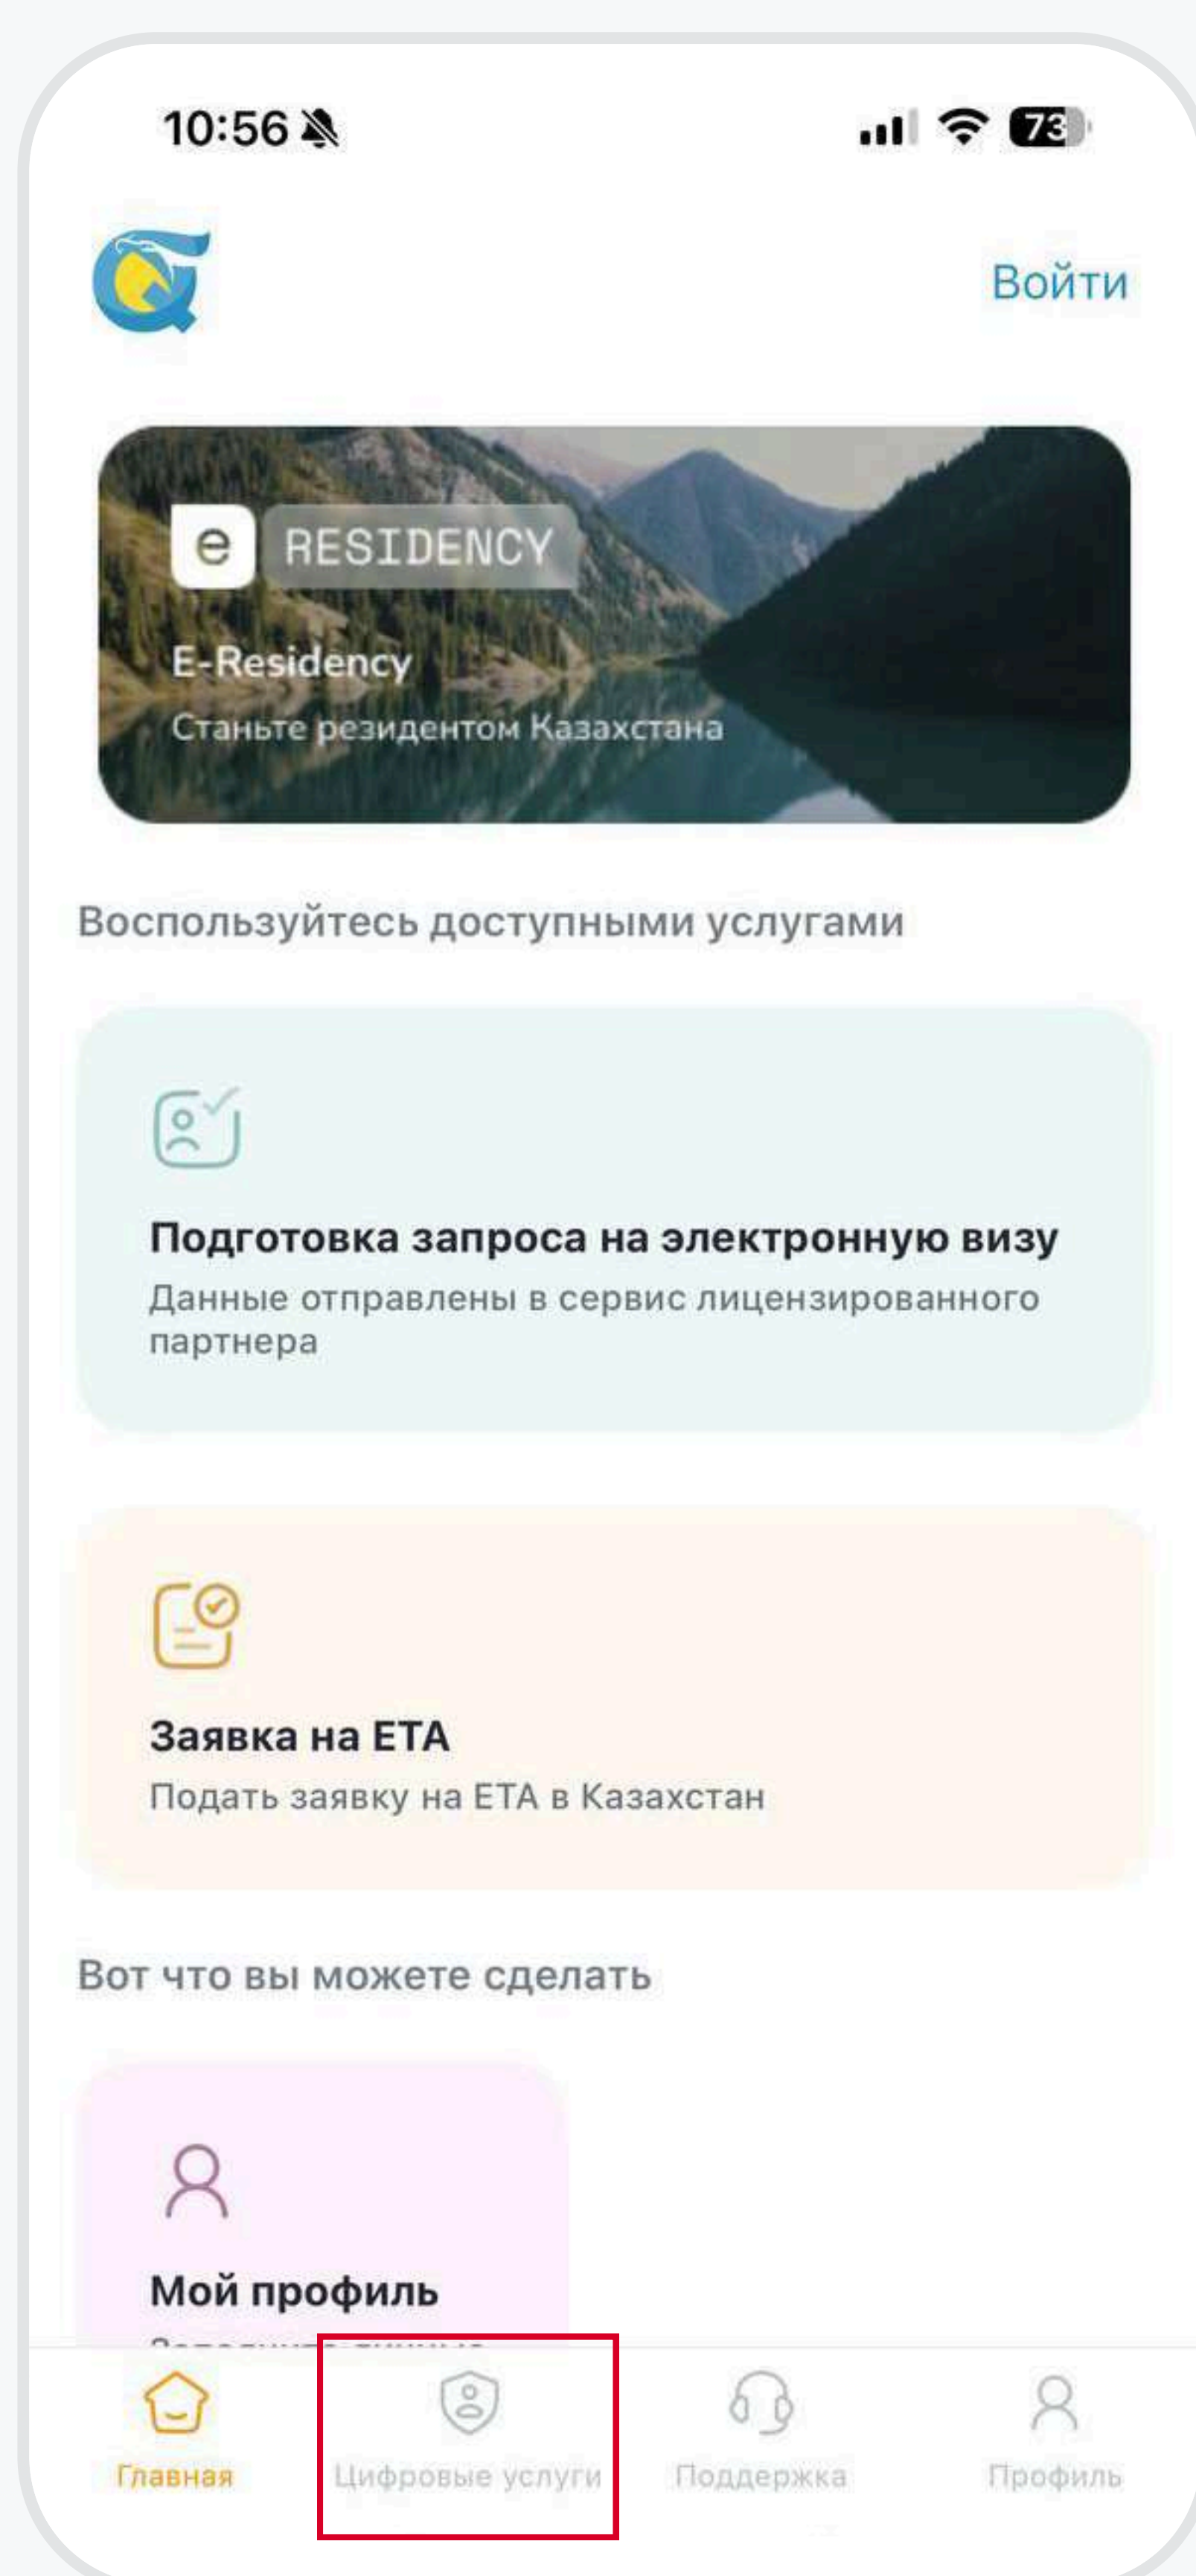 10:56
73
Войти
e RESIDENCY
E-Residency
Станьте резидентом Казахстана
Воспользуйтесь доступными услугами
Подготовка запроса на электронную визу
Данные отправлены в сервис лицензированного
партнера
Заявка на ETA
Подать заявку на ETA в Казахстан
Вот что вы можете сделать
Мой профиль
Главная
Цифровые услуги
Поддержка
Профиль